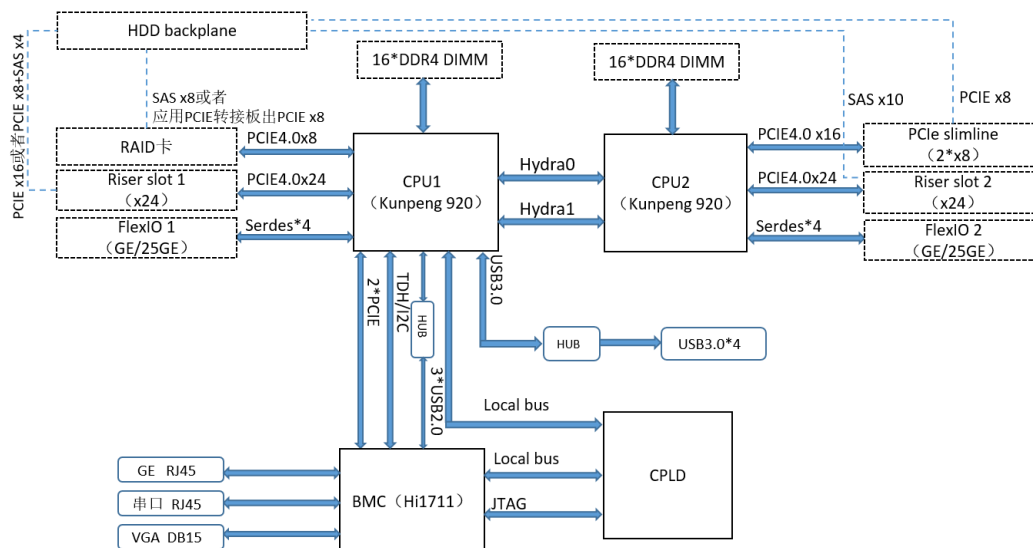 HDD backplane
16*DDR4 DIMM
16*DDR4 DIMM
PCIE x16或者PCIE x8+SAS x4
SAS x8或者
应用PCIE转接板出PCIE x8
SAS x10
PCIE x8
RAID卡
PCIE4.0x8
Riser slot 1
(x24)
PCIE4.0x24
FlexIO 1
(GE/25GE)
Serdes*4
CPU1
(Kunpeng 920)
Hydra0
Hydra1
CPU2
(Kunpeng 920)
PCIE4.0 x16
PCIe slimline
(2*x8)
PCIE4.0x24
Riser slot 2
(x24)
Serdes*4
FlexIO 2
(GE/25GE)
2*PCIE
TDH/I2C
HUB
3*USB2.0
USB3.0
HUB
USB3.0*4
Local bus
Local bus
JTAG
GE RJ45
串口 RJ45
VGA DB15
BMC（Hi1711）
CPLD